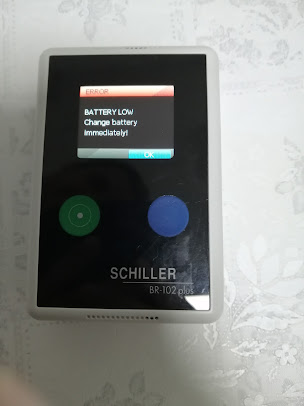 ERROR
BATTERY LOW
Change battery
immediately!
OK
SCHILLER
BR-102 plus